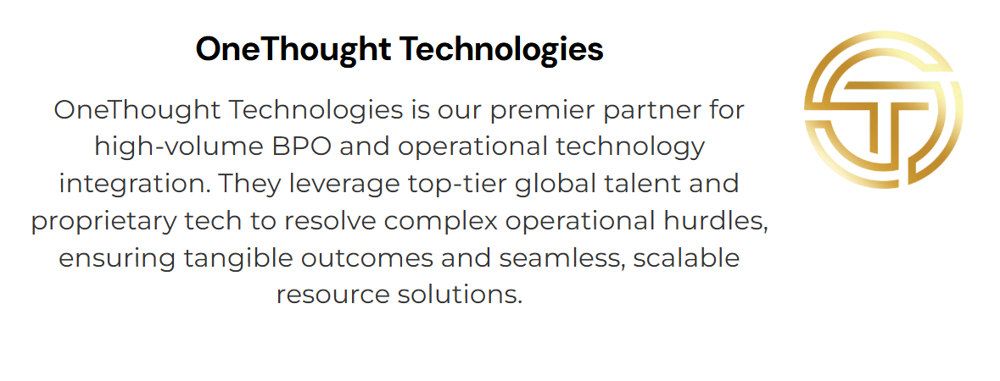 OneThought Technologies
OneThought Technologies is our premier partner for
high-volume BPO and operational technology
integration. They leverage top-tier global talent and
proprietary tech to resolve complex operational hurdles,
ensuring tangible outcomes and seamless, scalable
resource solutions.